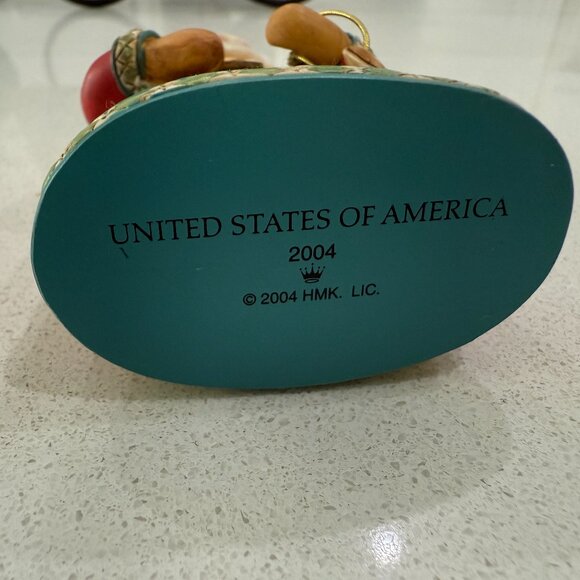 UNITED STATES OF AMERICA
2004
© 2004 HMK. LIC.